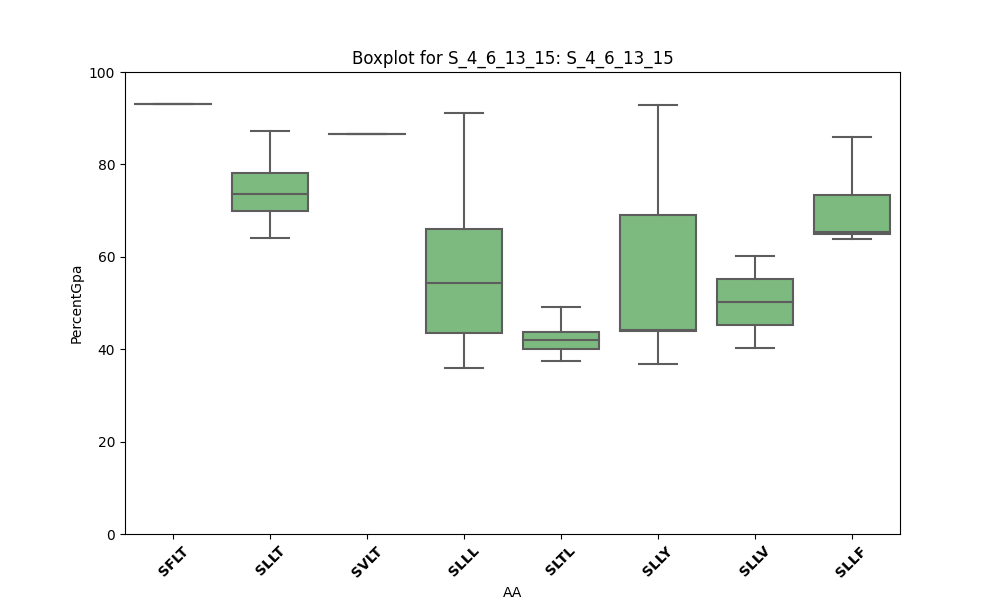 Boxplot for S_4_6_13_15: S_4_6_13_15
100
80
60
40
20
0
PercentGpa
SFLT
SLLT
SVLT
SLLL
SLTL
SLLY
SLLV
SLLF
AA